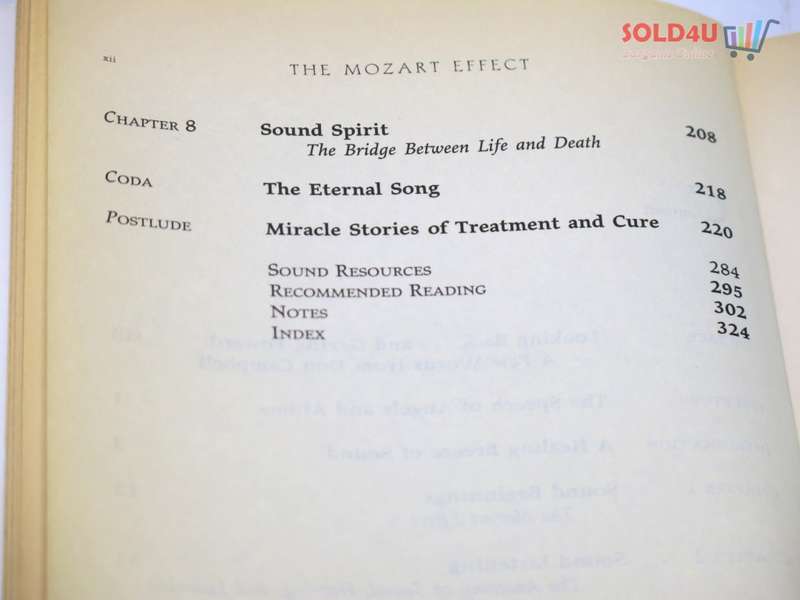 SOLD4U
Bargains Online
xii
THE MOZART EFFECT
CHAPTER 8 Sound Spirit 208
The Bridge Between Life and Death
CODA The Eternal Song 218
POSTLUDE Miracle Stories of Treatment and Cure 220
SOUND RESOURCES 284
RECOMMENDED READING 295
NOTES 302
INDEX 324